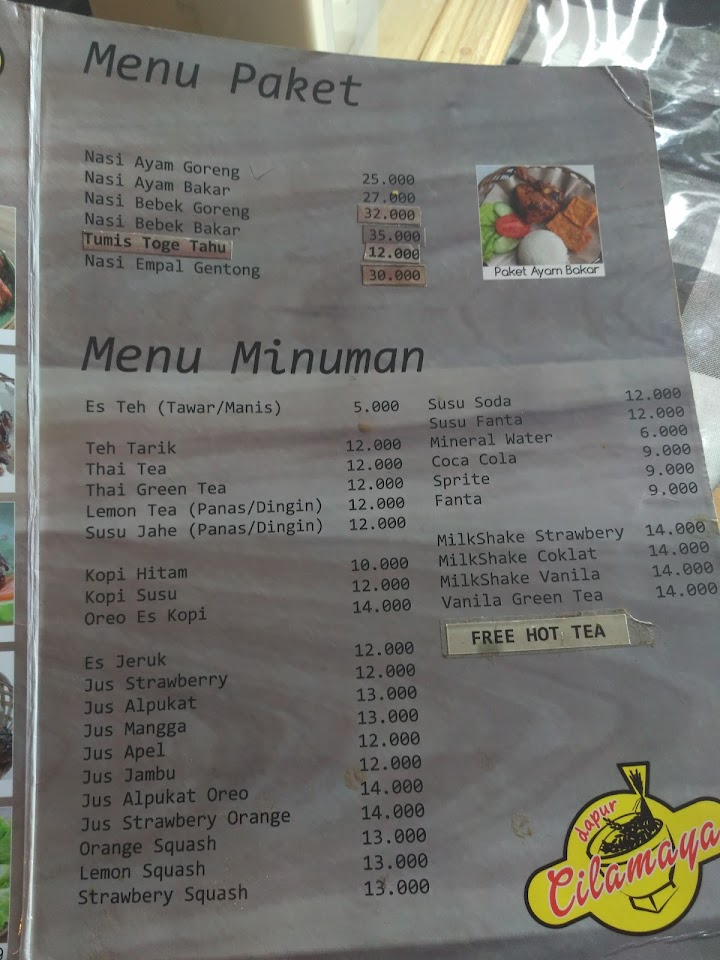 Menu Paket
Nasi Ayam Goreng 25.000
Nasi Ayam Bakar 27.000
Nasi Bebek Goreng 32.000
Nasi Bebek Bakar 35.000
Tumis Toge Tahu 12.000
Nasi Empal Gentong 30.000
Paket Ayam Bakar
Menu Minuman
Es Teh (Tawar/Manis) 5.000
Teh Tarik 12.000
Thai Tea 12.000
Thai Green Tea 12.000
Lemon Tea (Panas/Dingin) 12.000
Susu Jahe (Panas/Dingin) 12.000
Kopi Hitam 10.000
Kopi Susu 12.000
Oreo Es Kopi 14.000
Es Jeruk 12.000
Jus Strawberry 12.000
Jus Alpukat 13.000
Jus Mangga 13.000
Jus Apel 12.000
Jus Jambu 12.000
Jus Alpukat Oreo 14.000
Jus Strawbery Orange 14.000
Orange Squash 13.000
Lemon Squash 13.000
Strawbery Squash 13.000
Susu Soda 12.000
Susu Fanta 12.000
Mineral Water 6.000
Coca Cola 9.000
Sprite 9.000
Fanta 9.000
MilkShake Strawbery 14.000
MilkShake Coklat 14.000
MilkShake Vanila 14.000
Vanila Green Tea 14.000
FREE HOT TEA
dapur
Cilamaya